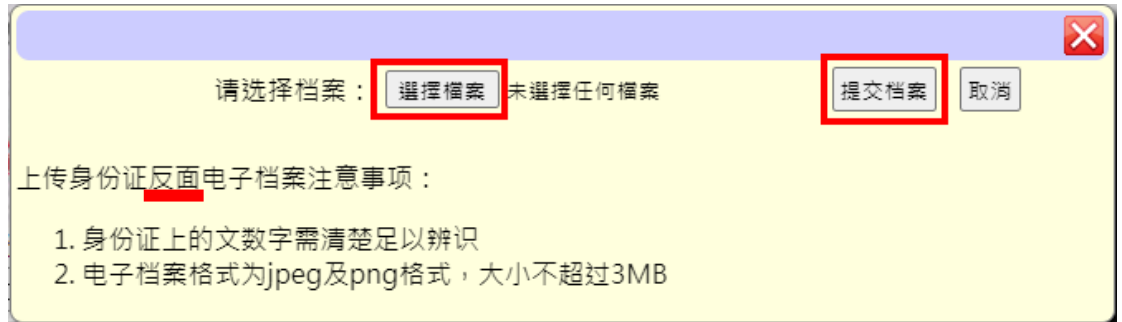 请选择档案： 選擇檔案 未選擇任何檔案 提交档案 取消
上传身份证反面电子档案注意事项：
1. 身份证上的文数字需清楚足以辨识
2. 电子档案格式为jpeg及png格式，大小不超过3MB